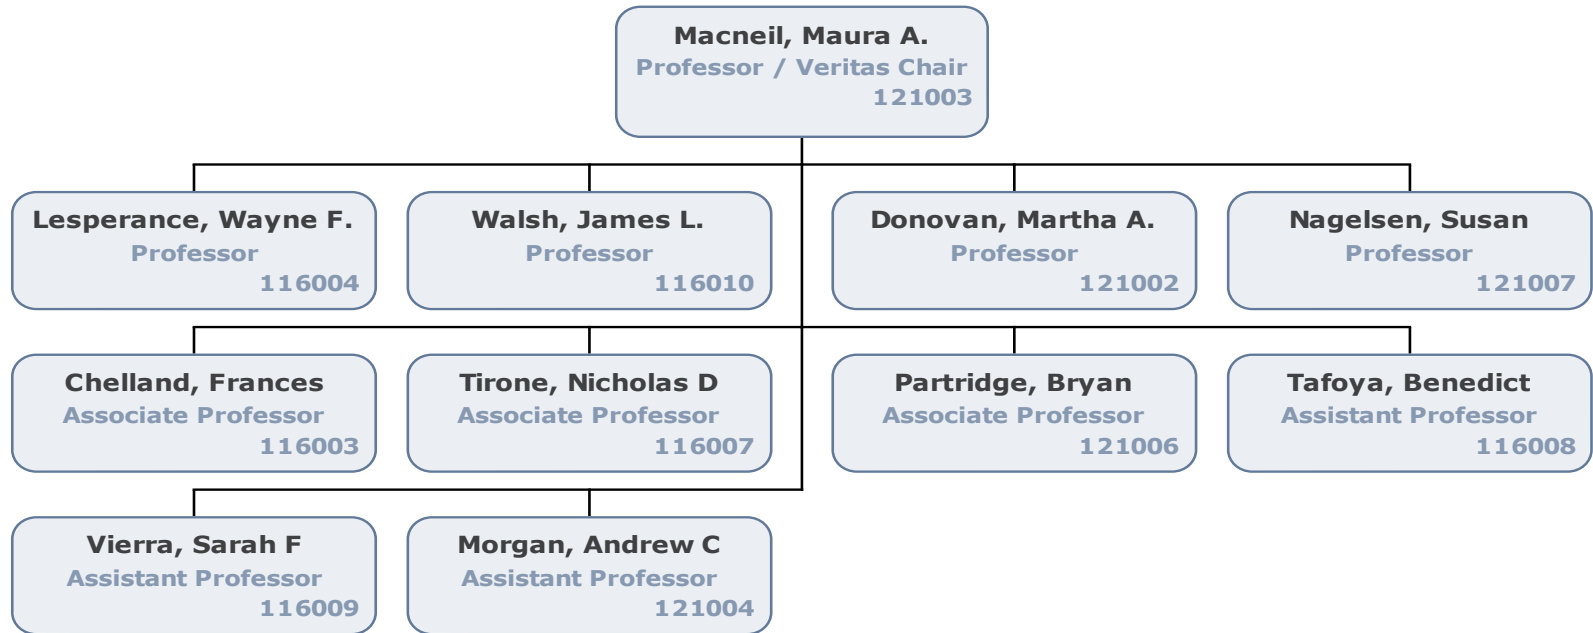 Macneil, Maura A.
Professor / Veritas Chair
121003
Lesperance, Wayne F.
Professor
116004
Walsh, James L.
Professor
116010
Donovan, Martha A.
Professor
121002
Nagelsen, Susan
Professor
121007
Chelland, Frances
Associate Professor
116003
Tirone, Nicholas D
Associate Professor
116007
Partridge, Bryan
Associate Professor
121006
Tafoya, Benedict
Assistant Professor
116008
Vierra, Sarah F
Assistant Professor
116009
Morgan, Andrew C
Assistant Professor
121004